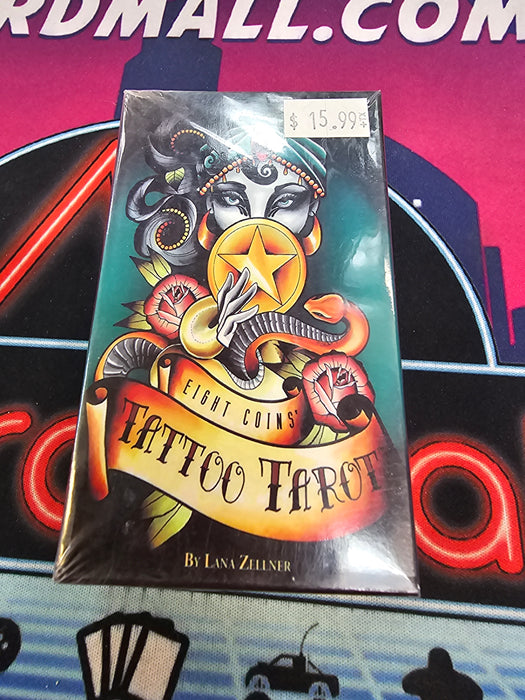 RDMALL.COM
$ 15.99
EIGHT COINS'
TATTOO TAROT
BY LANA ZELLNER